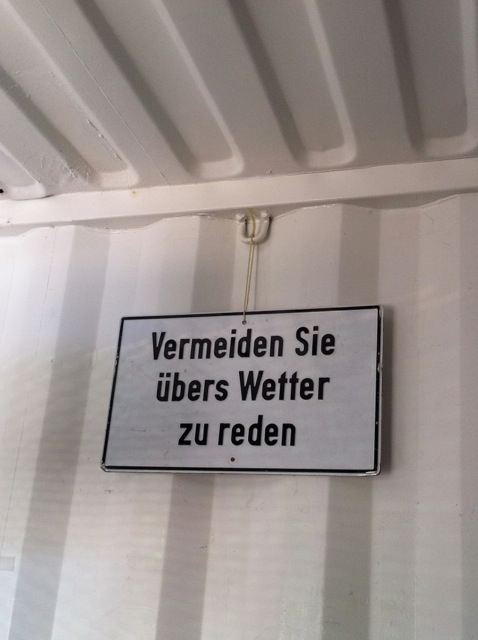 Vermeiden Sie
übers Wetter
zu reden